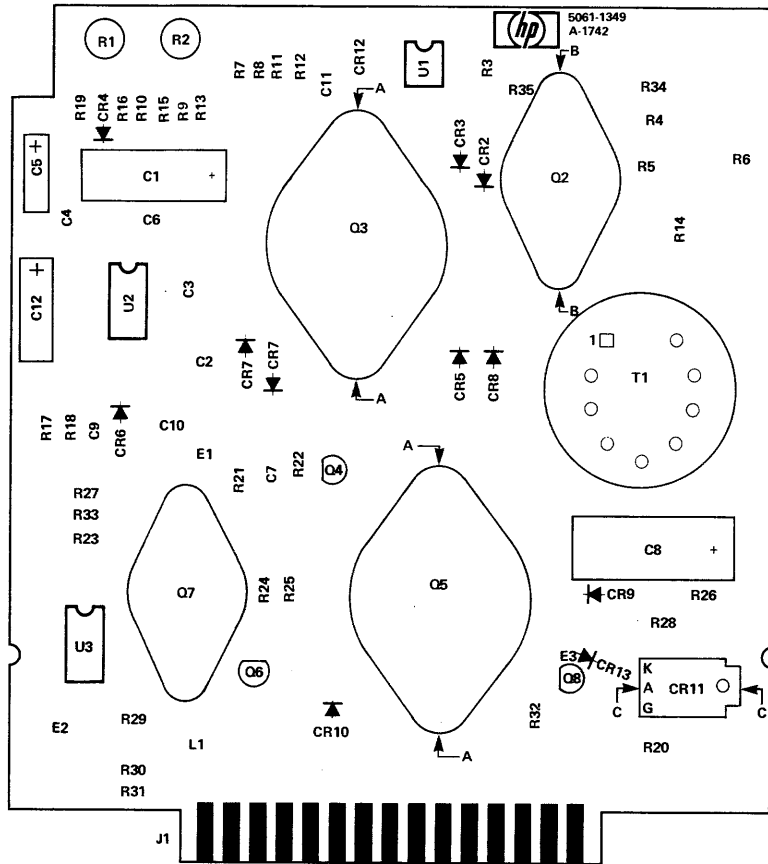 hp
5061-1349
A-1742
R1
R2
R7
R8
R11
R12
C11
CR12
U1
R3
B
R35
R34
A
R19
CR4
R16
R10
R15
R9
R13
R4
CR3
CR2
C5
+
C1
+
R5
R6
Q2
C4
C6
Q3
R14
C12
+
U2
C3
B
C2
CR7
CR7
CR5
CR8
1
T1
A
R17
R18
C9
CR6
C10
E1
A
R21
C7
R22
Q4
R27
R33
R23
C8
+
Q7
R24
R25
Q5
CR9
R26
R28
U3
Q6
E3
CR13
Q8
K
A
G
CR11
C
C
E2
R29
CR10
R32
L1
A
R20
R30
R31
J1